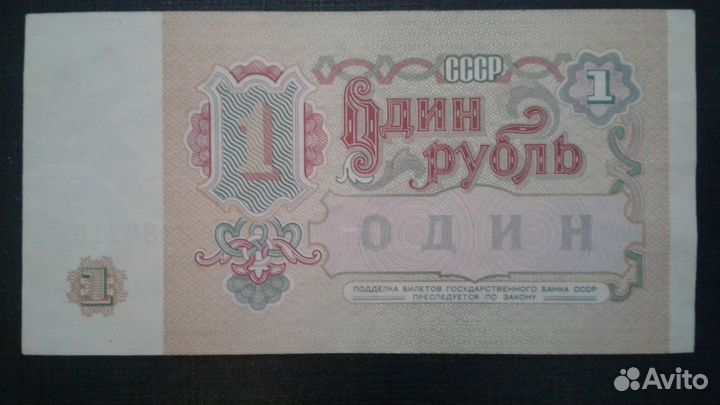 СССР
1
1
Один
рубль
ОДИН
1
ПОДДЕЛКА БИЛЕТОВ ГОСУДАРСТВЕННОГО БАНКА СССР
ПРЕСЛЕДУЕТСЯ ПО ЗАКОНУ
Avito